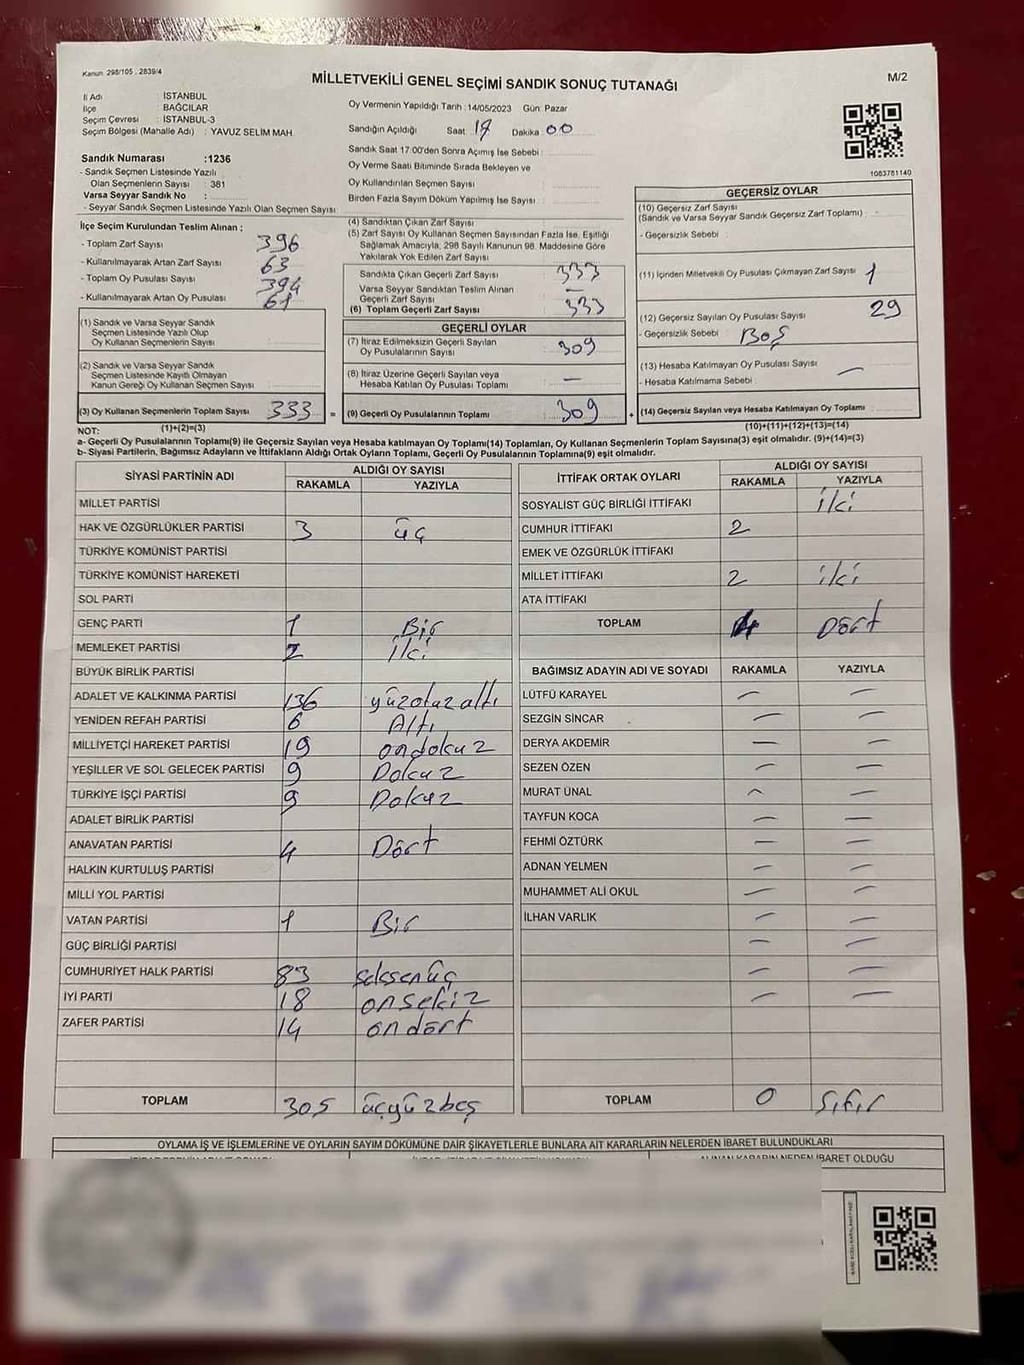 Kanun 298/105 , 2839/4
MİLLETVEKİLİ GENEL SEÇİMİ SANDIK SONUÇ TUTANAĞI
M/2
İl Adı : İSTANBUL
İlçe : BAĞCILAR
Seçim Çevresi : İSTANBUL-3
Seçim Bölgesi (Mahalle Adı) : YAVUZ SELİM MAH
Sandık Numarası :1236
- Sandık Seçmen Listesinde Yazılı
Olan Seçmenlerin Sayısı : 381
Varsa Seyyar Sandık No :
- Seyyar Sandık Seçmen Listesinde Yazılı Olan Seçmen Sayısı
Oy Vermenin Yapıldığı Tarih :14/05/2023 Gün: Pazar
Sandığın Açıldığı Saat 17 Dakika 00
Sandık Saat 17:00'den Sonra Açımış İse Sebebi :
Oy Verme Saati Bitiminde Sırada Bekleyen ve
Oy Kullandırılan Seçmen Sayısı :
Birden Fazla Sayım Döküm Yapılmış İse Sayısı :
1083781140
İlçe Seçim Kurulundan Teslim Alınan :
- Toplam Zarf Sayısı : 396
- Kullanılmayarak Artan Zarf Sayısı : 63
- Toplam Oy Pusulası Sayısı : 394
- Kullanılmayarak Artan Oy Pusulası : 61
(1) Sandık ve Varsa Seyyar Sandık
Seçmen Listesinde Yazılı Olup
Oy Kullanan Seçmenlerin Sayısı :
(2) Sandık ve Varsa Seyyar Sandık
Seçmen Listesinde Kayıtlı Olmayan
Kanun Gereği Oy Kullanan Seçmen Sayısı :
(3) Oy Kullanan Seçmenlerin Toplam Sayısı : 333 =
(1)+(2)=(3)
(4) Sandıktan Çıkan Zarf Sayısı
(5) Zarf Sayısı Oy Kullanan Seçmen Sayısından Fazla İse, Eşitliği
Sağlamak Amacıyla, 298 Sayılı Kanunun 98. Maddesine Göre
Yakılarak Yok Edilen Zarf Sayısı :
Sandıkta Çıkan Geçerli Zarf Sayısı : 333
Varsa Seyyar Sandıktan Teslim Alınan
Geçerli Zarf Sayısı : —
(6) Toplam Geçerli Zarf Sayısı : 333
GEÇERLİ OYLAR
(7) İtiraz Edilmeksizin Geçerli Sayılan
Oy Pusulalarının Sayısı : 309
(8) İtiraz Üzerine Geçerli Sayılan veya
Hesaba Katılan Oy Pusulası Toplamı : —
(9) Geçerli Oy Pusulalarının Toplamı : 309 +
GEÇERSİZ OYLAR
(10) Geçersiz Zarf Sayısı :
(Sandık ve Varsa Seyyar Sandık Geçersiz Zarf Toplamı)
- Geçersizlik Sebebi :
(11) İçinden Milletvekili Oy Pusulası Çıkmayan Zarf Sayısı : 1
(12) Geçersiz Sayılan Oy Pusulası Sayısı : 29
- Geçersizlik Sebebi : Boş
(13) Hesaba Katılmayan Oy Pusulası Sayısı : —
- Hesaba Katılmama Sebebi :
(14) Geçersiz Sayılan veya Hesaba Katılmayan Oy Toplamı :
(10)+(11)+(12)+(13)=(14)
NOT:
a- Geçerli Oy Pusulalarının Toplamı(9) ile Geçersiz Sayılan veya Hesaba katılmayan Oy Toplamı(14) Toplamları, Oy Kullanan Seçmenlerin Toplam Sayısına(3) eşit olmalıdır. (9)+(14)=(3)
b- Siyasi Partilerin, Bağımsız Adayların ve İttifakların Aldığı Ortak Oyların Toplamı, Geçerli Oy Pusulalarının Toplamına(9) eşit olmalıdır.
SİYASİ PARTİNİN ADI ALDIĞI OY SAYISI
RAKAMLA YAZIYLA
MİLLET PARTİSİ
HAK VE ÖZGÜRLÜKLER PARTİSİ 3 üç
TÜRKİYE KOMÜNİST PARTİSİ
TÜRKİYE KOMÜNİST HAREKETİ
SOL PARTİ
GENÇ PARTİ 1 Bir
MEMLEKET PARTİSİ 2 iki
BÜYÜK BİRLİK PARTİSİ
ADALET VE KALKINMA PARTİSİ 136 yüzotuzaltı
YENİDEN REFAH PARTİSİ 6 Altı
MİLLİYETÇİ HAREKET PARTİSİ 19 ondokuz
YEŞİLLER VE SOL GELECEK PARTİSİ 9 Dokuz
TÜRKİYE İŞÇİ PARTİSİ 9 Dokuz
ADALET BİRLİK PARTİSİ
ANAVATAN PARTİSİ 4 Dört
HALKIN KURTULUŞ PARTİSİ
MİLLİ YOL PARTİSİ
VATAN PARTİSİ 1 Bir
GÜÇ BİRLİĞİ PARTİSİ
CUMHURİYET HALK PARTİSİ 83 seksenüç
İYİ PARTİ 18 onsekiz
ZAFER PARTİSİ 14 ondört
TOPLAM 305 üçyüzbeş
İTTİFAK ORTAK OYLARI ALDIĞI OY SAYISI
RAKAMLA YAZIYLA
SOSYALİST GÜÇ BİRLİĞİ İTTİFAKI iki
CUMHUR İTTİFAKI 2
EMEK VE ÖZGÜRLÜK İTTİFAKI
MİLLET İTTİFAKI 2 iki
ATA İTTİFAKI
TOPLAM 4 Dört
BAĞIMSIZ ADAYIN ADI VE SOYADI RAKAMLA YAZIYLA
LÜTFÜ KARAYEL — —
SEZGİN SİNCAR — —
DERYA AKDEMİR — —
SEZEN ÖZEN — —
MURAT ÜNAL — —
TAYFUN KOCA — —
FEHMİ ÖZTÜRK — —
ADNAN YELMEN — —
MUHAMMET ALİ OKUL — —
İLHAN VARLIK — —
— —
— —
— —
TOPLAM 0 Sıfır
OYLAMA İŞ VE İŞLEMLERİNE VE OYLARIN SAYIM DÖKÜMÜNE DAİR ŞİKAYETLERLE BUNLARA AİT KARARLARIN NELERDEN İBARET BULUNDUKLARI
ALINAN KARARIN NEDEN İBARET OLDUĞU